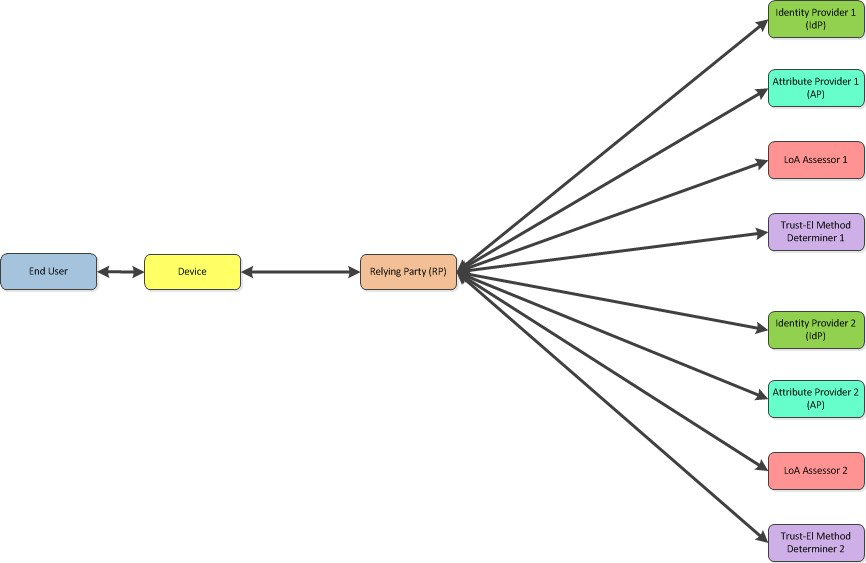 Identity Provider 1
(IdP)
Attribute Provider 1
(AP)
LoA Assessor 1
Trust-El Method
Determiner 1
End User
Device
Relying Party (RP)
Identity Provider 2
(IdP)
Attribute Provider 2
(AP)
LoA Assessor 2
Trust-El Method
Determiner 2